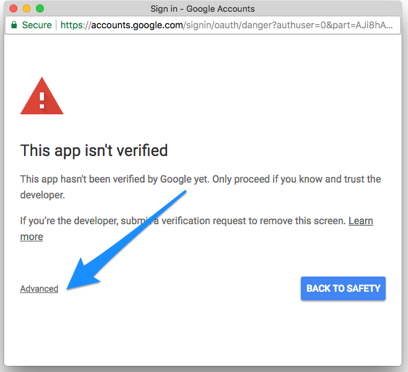 Sign in - Google Accounts
Secure | https://accounts.google.com/signin/oauth/danger?authuser=0&part=AJi8hA...
This app isn't verified
This app hasn't been verified by Google yet. Only proceed if you know and trust the
developer.
If you're the developer, submit a verification request to remove this screen. Learn
more
Advanced
BACK TO SAFETY